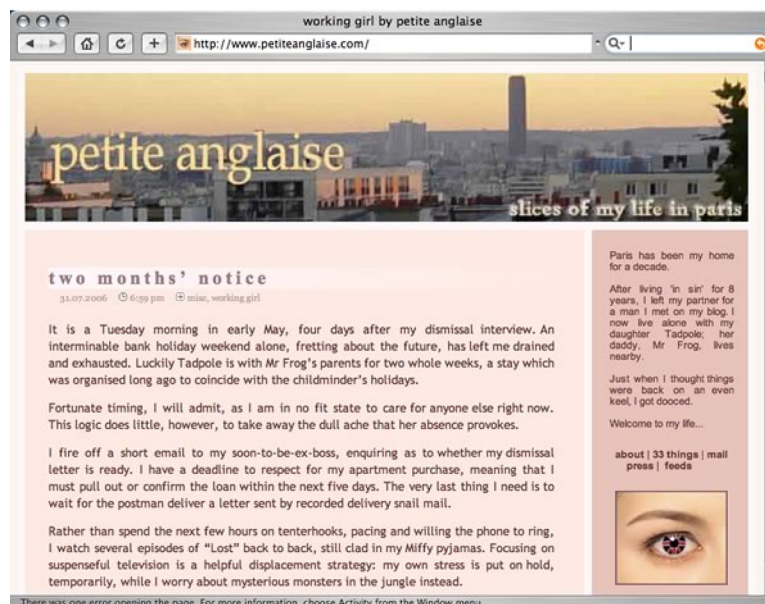 working girl by petite anglaise
http://www.petiteanglaise.com/
petite anglaise
slices of my life in paris
two months' notice
31.07.2006 6:59 pm misc, working girl
It is a Tuesday morning in early May, four days after my dismissal interview. An
interminable bank holiday weekend alone, fretting about the future, has left me drained
and exhausted. Luckily Tadpole is with Mr Frog's parents for two whole weeks, a stay which
was organised long ago to coincide with the childminder's holidays.
Fortunate timing, I will admit, as I am in no fit state to care for anyone else right now.
This logic does little, however, to take away the dull ache that her absence provokes.
I fire off a short email to my soon-to-be-ex-boss, enquiring as to whether my dismissal
letter is ready. I have a deadline to respect for my apartment purchase, meaning that I
must pull out or confirm the loan within the next five days. The very last thing I need is to
wait for the postman deliver a letter sent by recorded delivery snail mail.
Rather than spend the next few hours on tenterhooks, pacing and willing the phone to ring,
I watch several episodes of "Lost" back to back, still clad in my Miffy pyjamas. Focusing on
suspenseful television is a helpful displacement strategy: my own stress is put on hold,
temporarily, while I worry about mysterious monsters in the jungle instead.
Paris has been my home
for a decade.
After living 'in sin' for 8
years, I left my partner for
a man I met on my blog. I
now live alone with my
daughter Tadpole; her
daddy, Mr Frog, lives
nearby.
Just when I thought things
were back on an even
keel, I got dooced.
Welcome to my life...
about | 33 things | mail
press | feeds
There was one error opening the page. For more information, choose Activity from the Window menu.